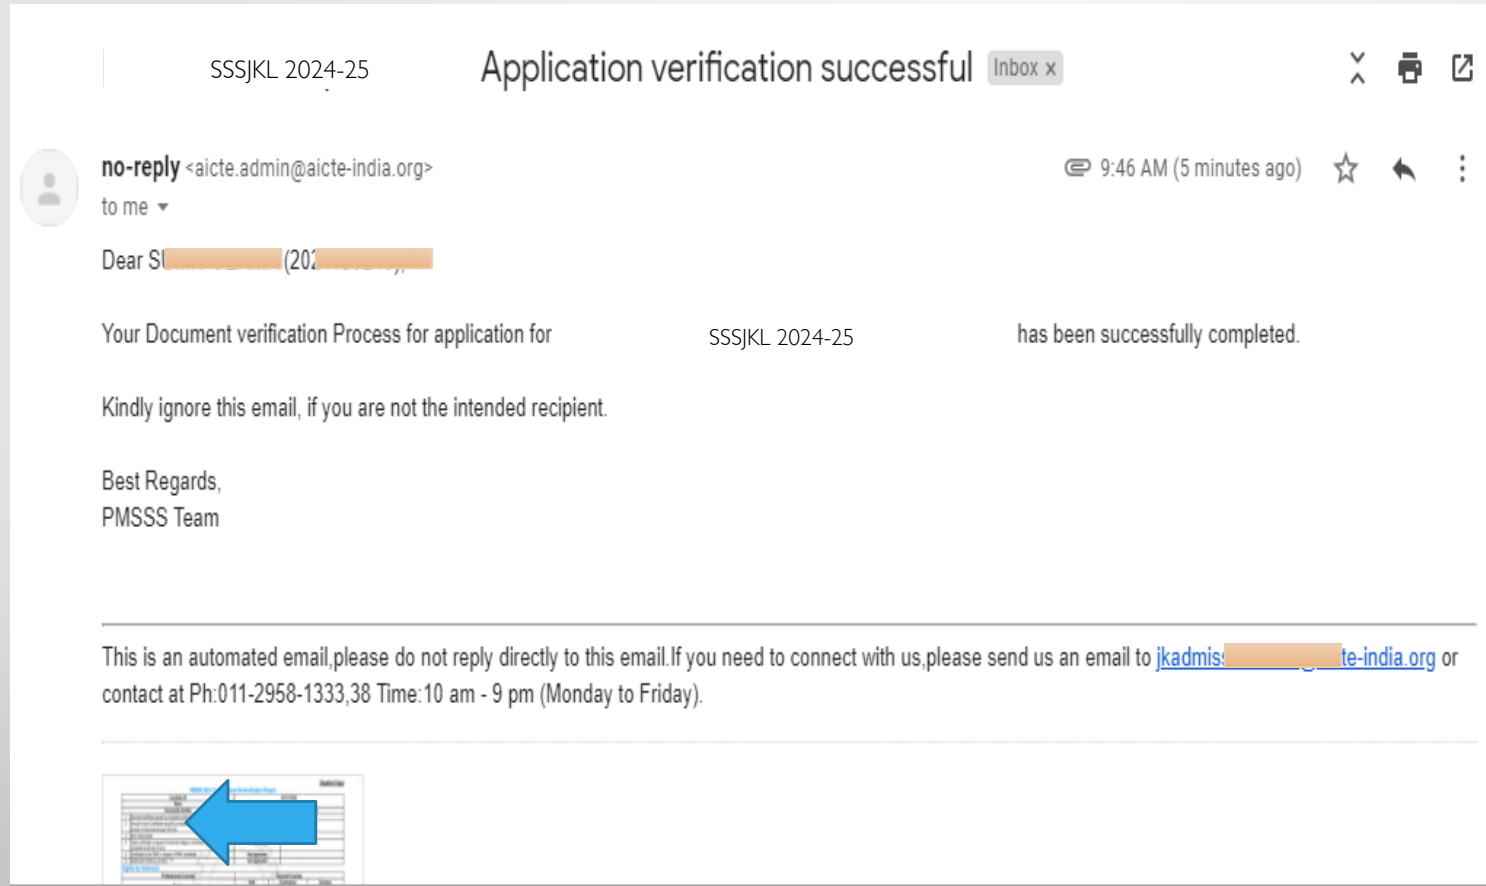 SSSJKL 2024-25 Application verification successful Inbox x
no-reply <aicte.admin@aicte-india.org> 9:46 AM (5 minutes ago)
to me
Dear S (202
Your Document verification Process for application for SSSJKL 2024-25 has been successfully completed.
Kindly ignore this email, if you are not the intended recipient.
Best Regards,
PMSSS Team
This is an automated email,please do not reply directly to this email.If you need to connect with us,please send us an email to jkadmis te-india.org or
contact at Ph:011-2958-1333,38 Time:10 am - 9 pm (Monday to Friday).